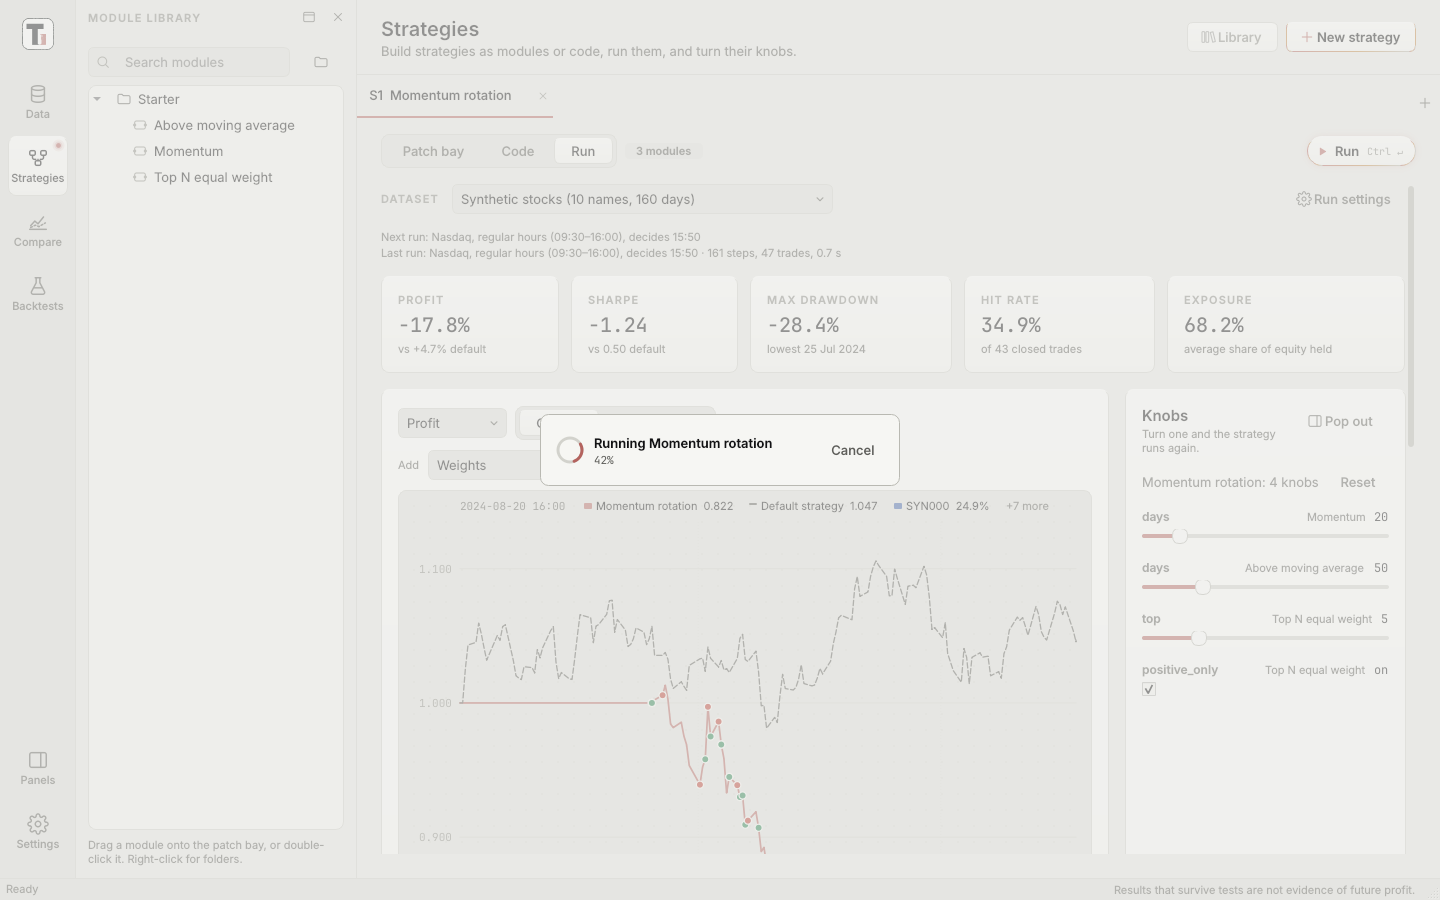 MODULE LIBRARY
Search modules
Starter
Above moving average
Momentum
Top N equal weight
Drag a module onto the patch bay, or double-
click it. Right-click for folders.
Data
Strategies
Compare
Backtests
Panels
Settings
Strategies
Build strategies as modules or code, run them, and turn their knobs.
Library
+ New strategy
S1 Momentum rotation
Patch bay
Code
Run
3 modules
Run Ctrl ↵
DATASET
Synthetic stocks (10 names, 160 days)
Run settings
Next run: Nasdaq, regular hours (09:30–16:00), decides 15:50
Last run: Nasdaq, regular hours (09:30–16:00), decides 15:50 · 161 steps, 47 trades, 0.7 s
PROFIT
-17.8%
vs +4.7% default
SHARPE
-1.24
vs 0.50 default
MAX DRAWDOWN
-28.4%
lowest 25 Jul 2024
HIT RATE
34.9%
of 43 closed trades
EXPOSURE
68.2%
average share of equity held
Profit
Add
Weights
Running Momentum rotation
42%
Cancel
2024-08-20 16:00
Momentum rotation 0.822
Default strategy 1.047
SYN000 24.9%
+7 more
1.100
1.000
0.900
Knobs
Turn one and the strategy
runs again.
Pop out
Momentum rotation: 4 knobs
Reset
days Momentum 20
days Above moving average 50
top Top N equal weight 5
positive_only Top N equal weight on
Ready
Results that survive tests are not evidence of future profit.